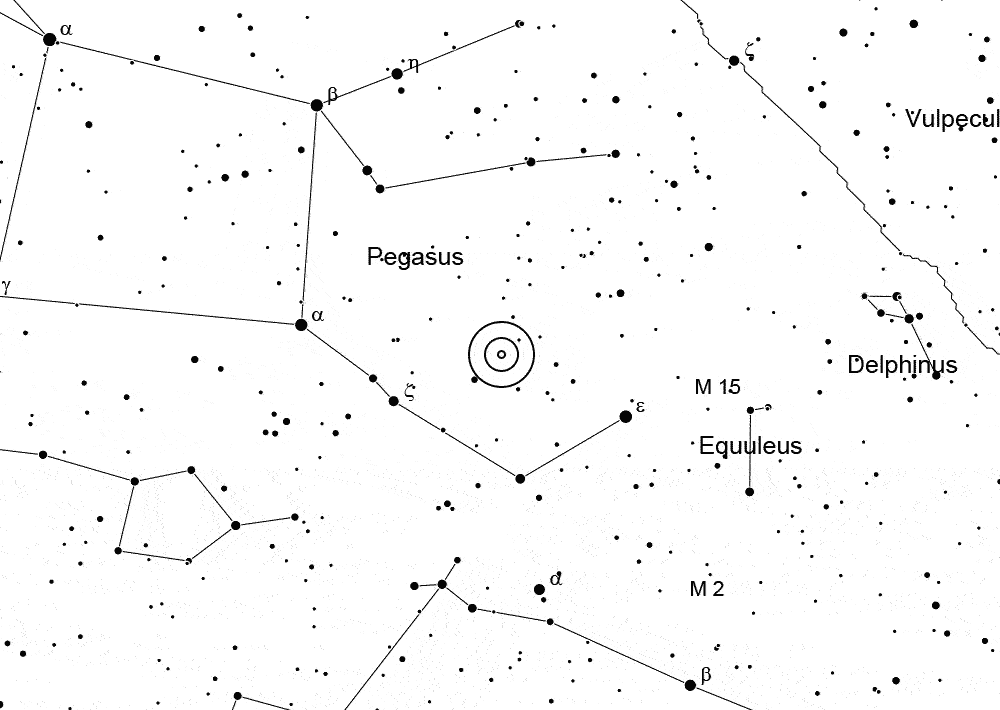 α
η
β
ζ
Vulpecul
Pegasus
γ
α
Delphinus
M 15
ζ
ε
Equuleus
α
M 2
β